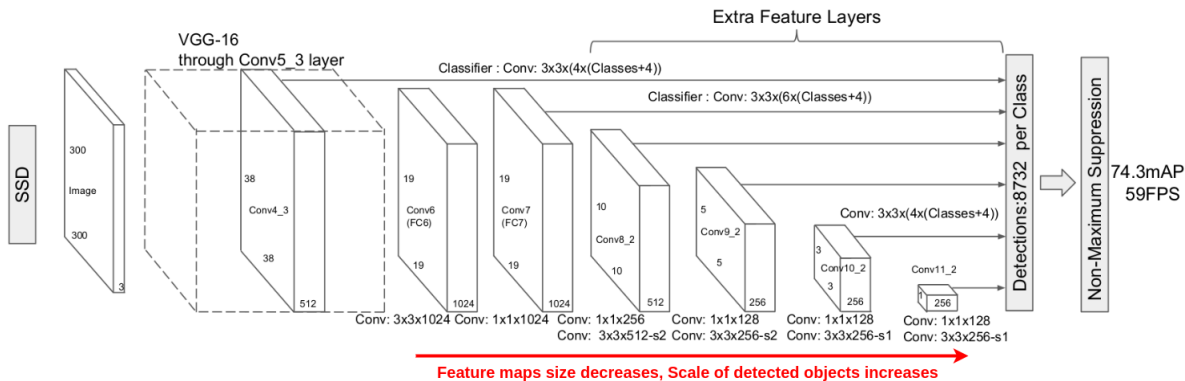 Extra Feature Layers
VGG-16
through Conv5_3 layer
Classifier : Conv: 3x3x(4x(Classes+4))
Classifier : Conv: 3x3x(6x(Classes+4))
SSD
300
Image
300
3
38
Conv4_3
38
512
19
Conv6
(FC6)
19
1024
19
Conv7
(FC7)
19
1024
10
Conv8_2
10
512
5
Conv9_2
5
256
Conv: 3x3x(4x(Classes+4))
3
Conv10_2
3
256
Conv11_2
1
256
Detections:8732 per Class
Non-Maximum Suppression
74.3mAP
59FPS
Conv: 3x3x1024
Conv: 1x1x1024
Conv: 1x1x256
Conv: 3x3x512-s2
Conv: 1x1x128
Conv: 3x3x256-s2
Conv: 1x1x128
Conv: 3x3x256-s1
Conv: 1x1x128
Conv: 3x3x256-s1
Feature maps size decreases, Scale of detected objects increases